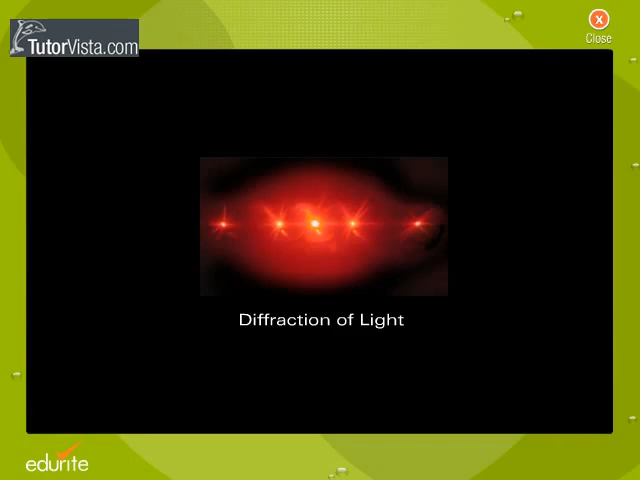 TutorVista.com
X
Close
Diffraction of Light
edurite